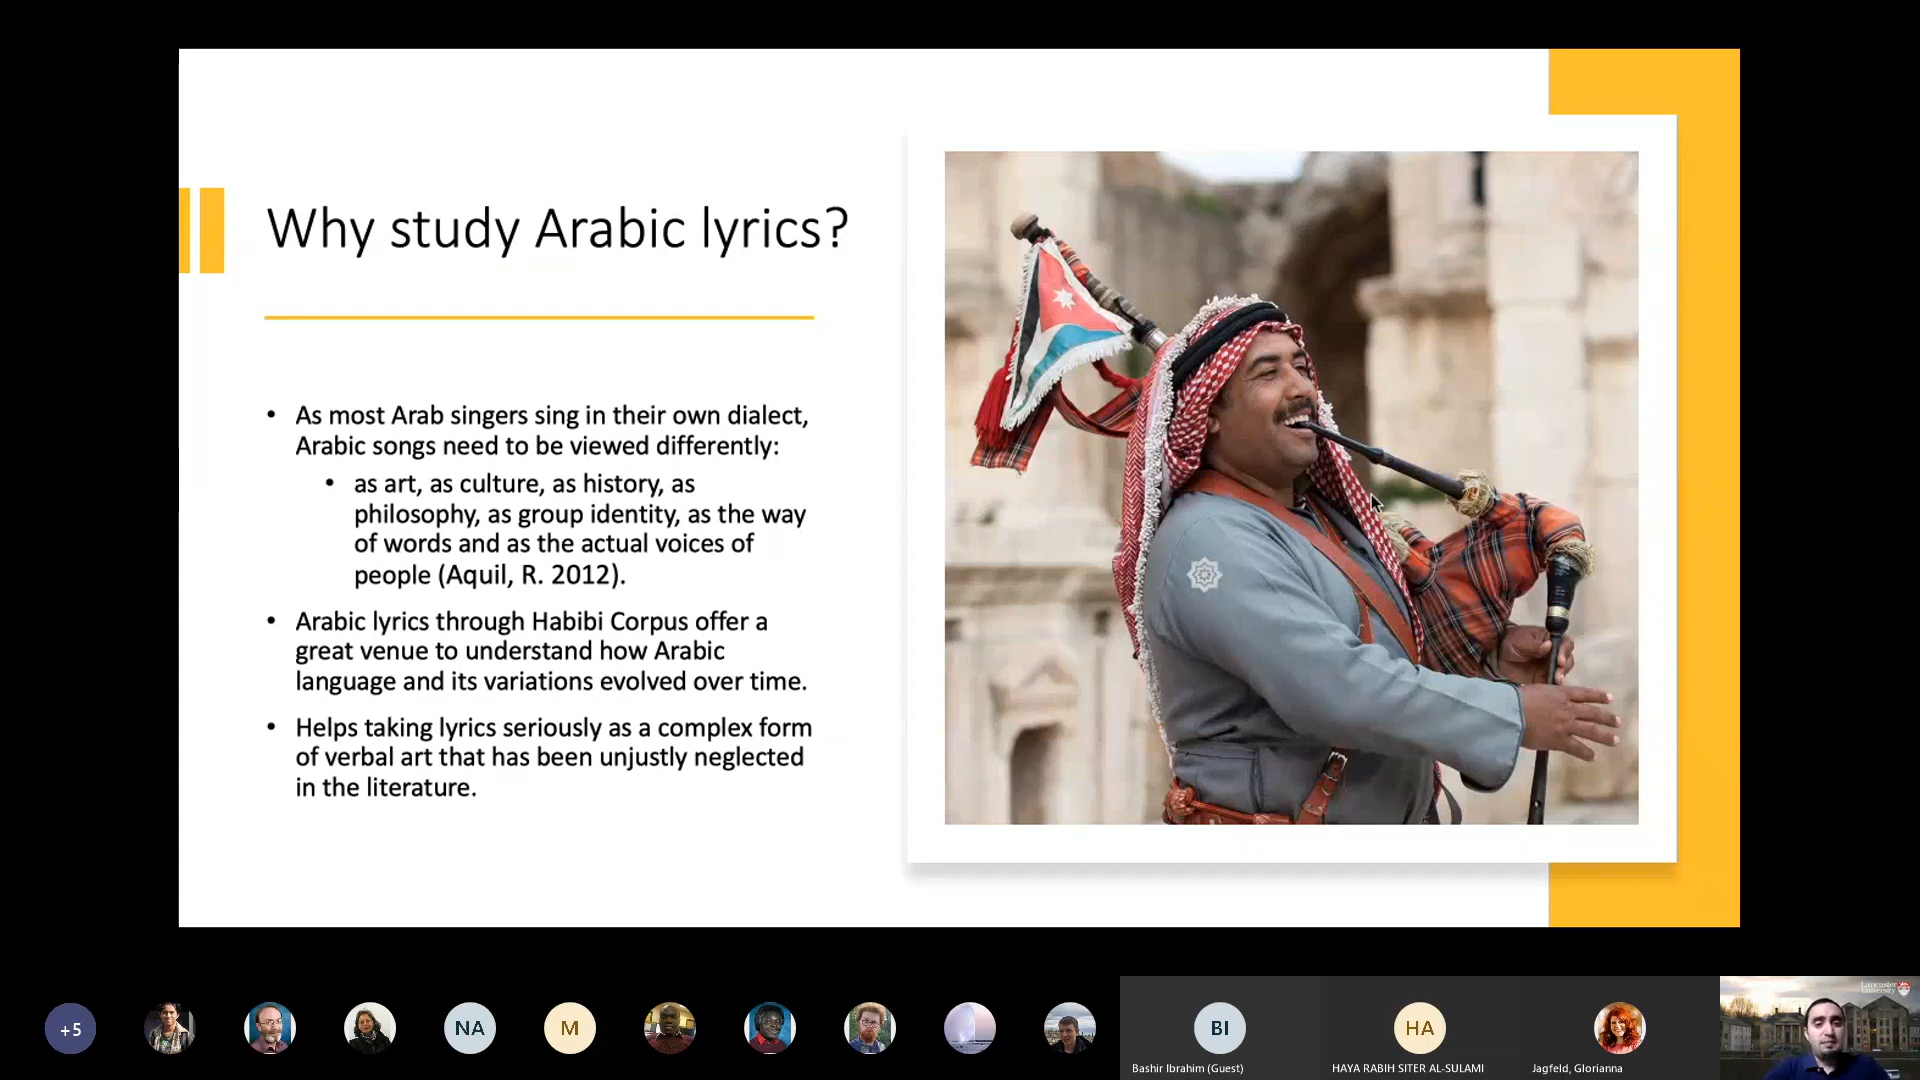 Why study Arabic lyrics?
• As most Arab singers sing in their own dialect,
Arabic songs need to be viewed differently:
• as art, as culture, as history, as
philosophy, as group identity, as the way
of words and as the actual voices of
people (Aquil, R. 2012).
• Arabic lyrics through Habibi Corpus offer a
great venue to understand how Arabic
language and its variations evolved over time.
• Helps taking lyrics seriously as a complex form
of verbal art that has been unjustly neglected
in the literature.
+5
NA
M
BI
HA
Bashir Ibrahim (Guest)
HAYA RABIH SITER AL-SULAMI
Jagfeld, Glorianna
Lancaster
University